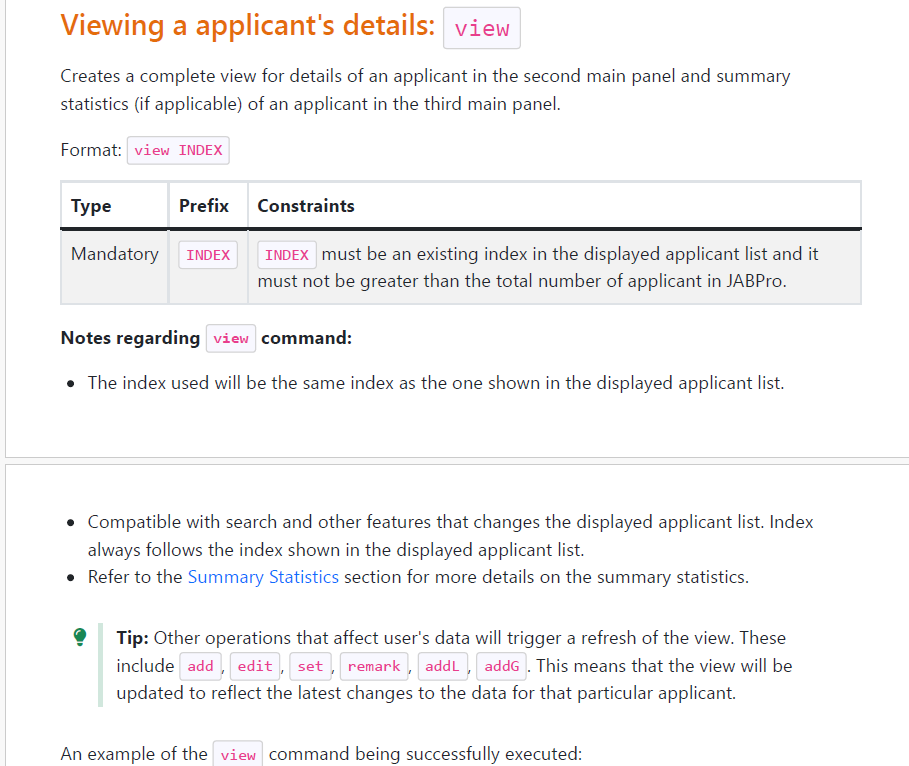 Viewing a applicant's details: view
Creates a complete view for details of an applicant in the second main panel and summary
statistics (if applicable) of an applicant in the third main panel.
Format: view INDEX
Type Prefix Constraints
Mandatory INDEX INDEX must be an existing index in the displayed applicant list and it
must not be greater than the total number of applicant in JABPro.
Notes regarding view command:
• The index used will be the same index as the one shown in the displayed applicant list.
• Compatible with search and other features that changes the displayed applicant list. Index
always follows the index shown in the displayed applicant list.
• Refer to the Summary Statistics section for more details on the summary statistics.
Tip: Other operations that affect user's data will trigger a refresh of the view. These
include add, edit, set, remark, addL, addG. This means that the view will be
updated to reflect the latest changes to the data for that particular applicant.
An example of the view command being successfully executed: